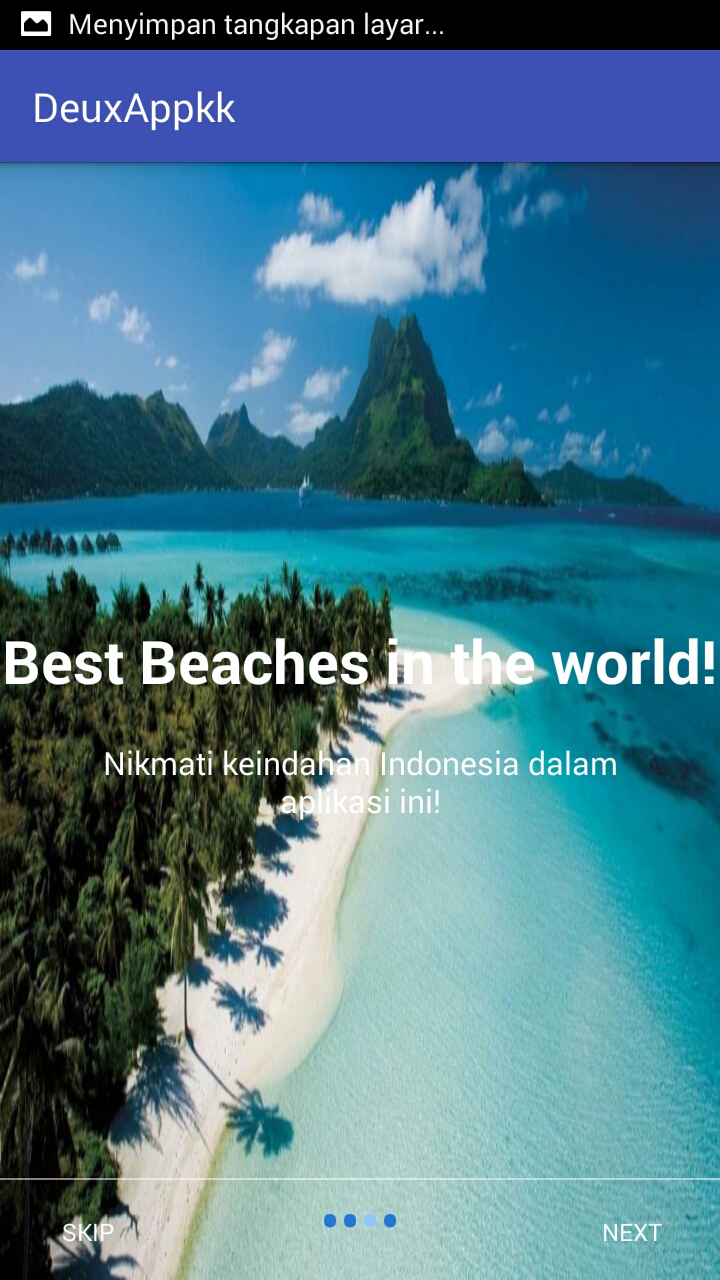 Menyimpan tangkapan layar...
DeuxAppkk
Best Beaches in the world!
Nikmati keindahan Indonesia dalam
aplikasi ini!
SKIP
NEXT